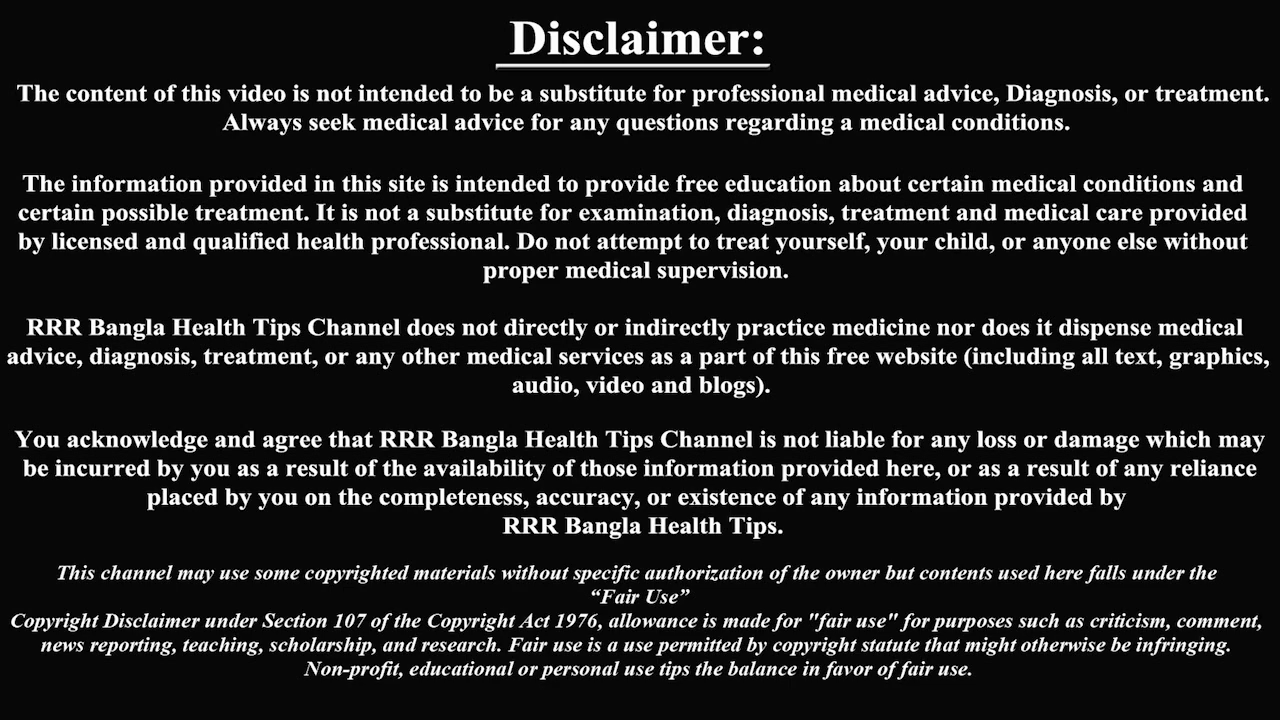 Disclaimer:
The content of this video is not intended to be a substitute for professional medical advice, Diagnosis, or treatment.
Always seek medical advice for any questions regarding a medical conditions.
The information provided in this site is intended to provide free education about certain medical conditions and
certain possible treatment. It is not a substitute for examination, diagnosis, treatment and medical care provided
by licensed and qualified health professional. Do not attempt to treat yourself, your child, or anyone else without
proper medical supervision.
RRR Bangla Health Tips Channel does not directly or indirectly practice medicine nor does it dispense medical
advice, diagnosis, treatment, or any other medical services as a part of this free website (including all text, graphics,
audio, video and blogs).
You acknowledge and agree that RRR Bangla Health Tips Channel is not liable for any loss or damage which may
be incurred by you as a result of the availability of those information provided here, or as a result of any reliance
placed by you on the completeness, accuracy, or existence of any information provided by
RRR Bangla Health Tips.
This channel may use some copyrighted materials without specific authorization of the owner but contents used here falls under the
“Fair Use”
Copyright Disclaimer under Section 107 of the Copyright Act 1976, allowance is made for "fair use" for purposes such as criticism, comment,
news reporting, teaching, scholarship, and research. Fair use is a use permitted by copyright statute that might otherwise be infringing.
Non-profit, educational or personal use tips the balance in favor of fair use.